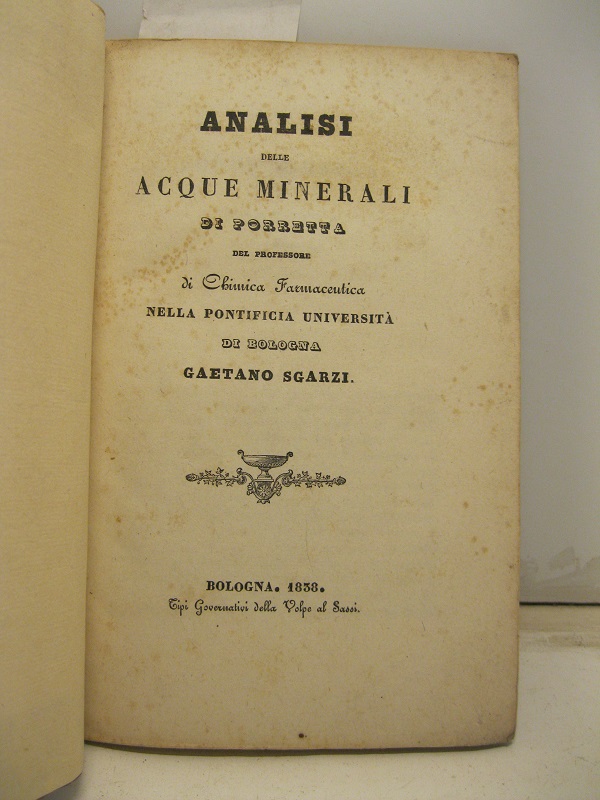 ANALISI
DELLE
ACQUE MINERALI
DI PORRETTA
DEL PROFESSORE
di Chimica Farmaceutica
NELLA PONTIFICIA UNIVERSITÀ
DI BOLOGNA
GAETANO SGARZI.
BOLOGNA. 1838.
Tipi Governativi della Volpe al Sassi.